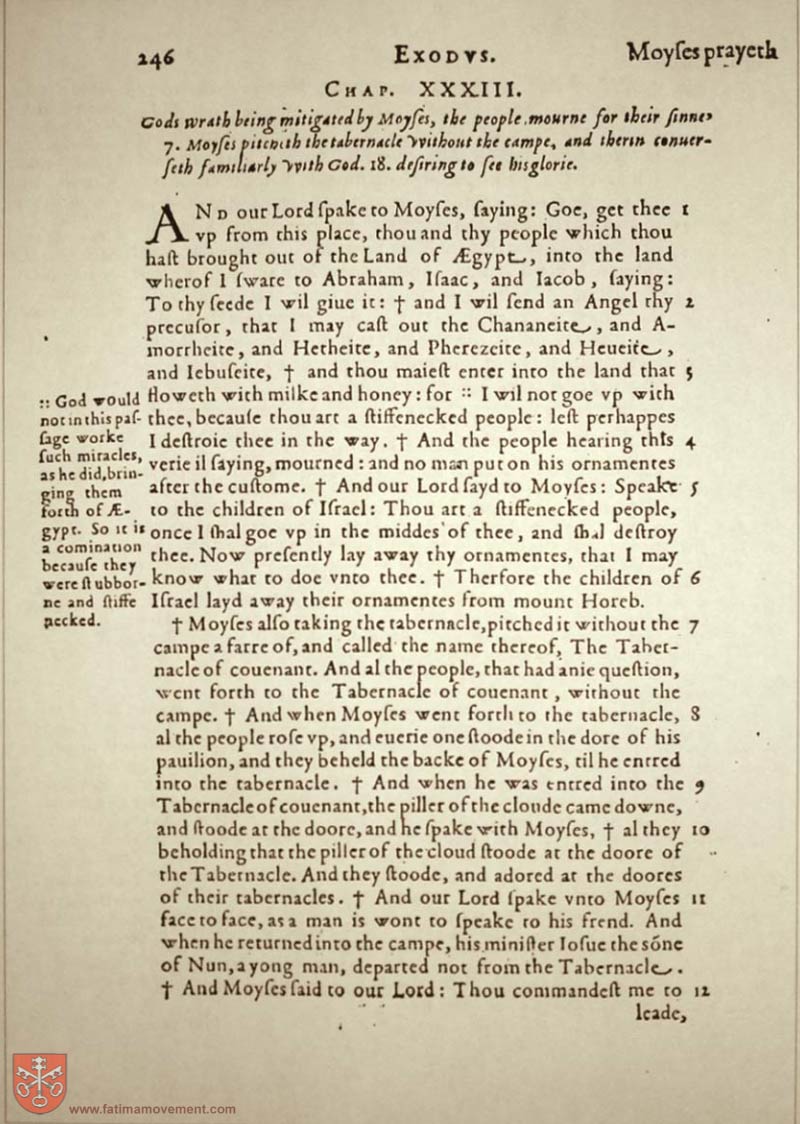 246 EXODVS. Moyſes prayeth
CHAP. XXXIII.
Gods wrath being mitigated by Moyſes, the people mourne for their ſinne
7. Moyſes pitcheth the tabernacle without the campe, and therin conuer-
ſeth familiarly with God. 18. deſiring to ſee his glorie.
AND our Lord ſpake to Moyſes, ſaying: Goe, get thee 1
vp from this place, thou and thy people which thou
haſt brought out of the Land of Ægypte, into the land
wherof I ſware to Abraham, Iſaac, and Iacob, ſaying:
To thy ſeede I wil giue it: † and I wil ſend an Angel thy 2
precuſor, that I may caſt out the Chananeite, and A-
morrheite, and Hetheite, and Pherezeite, and Heueite,
and Iebuſeite, † and thou maieſt enter into the land that 5
floweth with milke and honey: for :: I wil not goe vp with
thee, becauſe thou art a ſtiffenecked people: leſt perhappes
I deſtroie thee in the way. † And the people hearing this 4
verie il ſaying, mourned: and no man put on his ornamentes
after the cuſtome. † And our Lord ſayd to Moyſes: Speake 5
to the children of Iſrael: Thou art a ſtiffenecked people,
once I ſhal goe vp in the middes of thee, and ſhal deſtroy
thee. Now preſently lay away thy ornamentes, that I may
know what to doe vnto thee. † Therfore the children of 6
Iſrael layd away their ornamentes from mount Horeb.
† Moyſes alſo taking the tabernacle, pitched it without the 7
campe a farre of, and called the name thereof, The Taber-
nacle of couenant. And al the people, that had anie queſtion,
went forth to the Tabernacle of couenant, without the
campe. † And when Moyſes went forth to the tabernacle, 8
al the people roſe vp, and euerie one ſtoode in the dore of his
pauilion, and they beheld the backe of Moyſes, til he entred
into the tabernacle. † And when he was entred into the 9
Tabernacle of couenant, the piller of the cloude came downe,
and ſtoode at the doore, and he ſpake with Moyſes, † al they 10
beholding that the piller of the cloud ſtoode at the doore of
the Tabernacle. And they ſtoode, and adored at the doores
of their tabernacles. † And our Lord ſpake vnto Moyſes 11
face to face, as a man is wont to ſpeake to his frend. And
when he returned into the campe, his miniſter Ioſue the sōne
of Nun, a yong man, departed not from the Tabernacle.
† And Moyſes ſaid to our Lord: Thou commandeſt me to 12
leade,
:: God would
not in this paſ-
ſage worke
ſuch miracles,
as he did, brin-
ging them
forth of Æ-
gypt. So it is
a comination
becauſe they
were ſtubbor-
ne and ſtiffe
necked.
www.fatimamovement.com